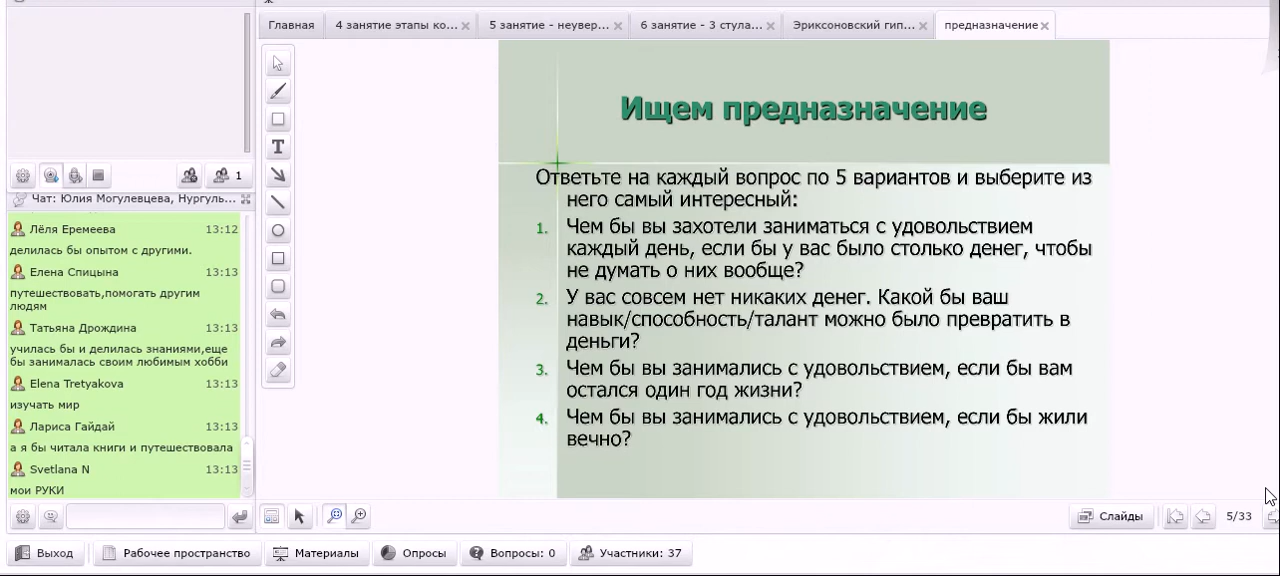 Главная
4 занятие этапы ко...
5 занятие - неувер...
6 занятие - 3 стула...
Эриксоновский гип...
предназначение
Ищем предназначение
Ответьте на каждый вопрос по 5 вариантов и выберите из
него самый интересный:
1. Чем бы вы захотели заниматься с удовольствием
каждый день, если бы у вас было столько денег, чтобы
не думать о них вообще?
2. У вас совсем нет никаких денег. Какой бы ваш
навык/способность/талант можно было превратить в
деньги?
3. Чем бы вы занимались с удовольствием, если бы вам
остался один год жизни?
4. Чем бы вы занимались с удовольствием, если бы жили
вечно?
T
1
Чат: Юлия Могулевцева, Нургуль...
Лёля Еремеева 13:12
делилась бы опытом с другими.
Елена Спицына 13:13
путешествовать,помогать другим
людям
Татьяна Дрождина 13:13
училась бы и делилась знаниями,еще
бы занималась своим любимым хобби
Elena Tretyakova 13:13
изучать мир
Лариса Гайдай 13:13
а я бы читала книги и путешествовала
Svetlana N 13:13
мои РУКИ
Слайды
5/33
Выход
Рабочее пространство
Материалы
Опросы
Вопросы: 0
Участники: 37